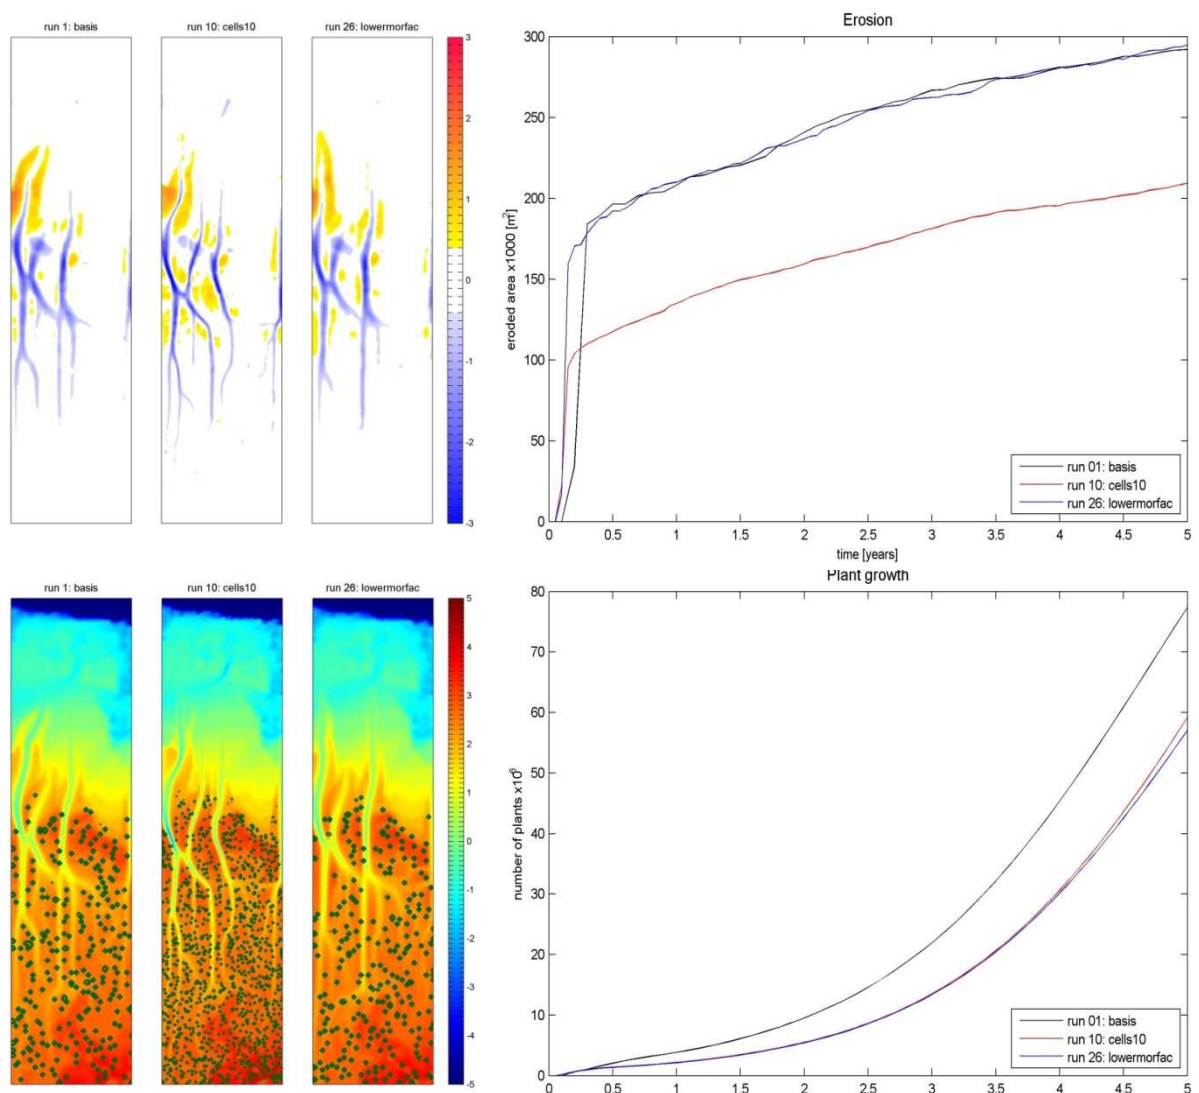 run 1: basis
run 10: cells10
run 26: lowermorfac
3
2
1
0
-1
-2
-3
Erosion
300
250
200
150
100
50
0
eroded area x1000 [m²]
0 0.5 1 1.5 2 2.5 3 3.5 4 4.5 5
time [years]
run 01: basis
run 10: cells10
run 26: lowermorfac
run 1: basis
run 10: cells10
run 26: lowermorfac
5
4
3
2
1
0
-1
-2
-3
-4
-5
Plant growth
80
70
60
50
40
30
20
10
0
number of plants x10⁶
0 0.5 1 1.5 2 2.5 3 3.5 4 4.5 5
run 01: basis
run 10: cells10
run 26: lowermorfac